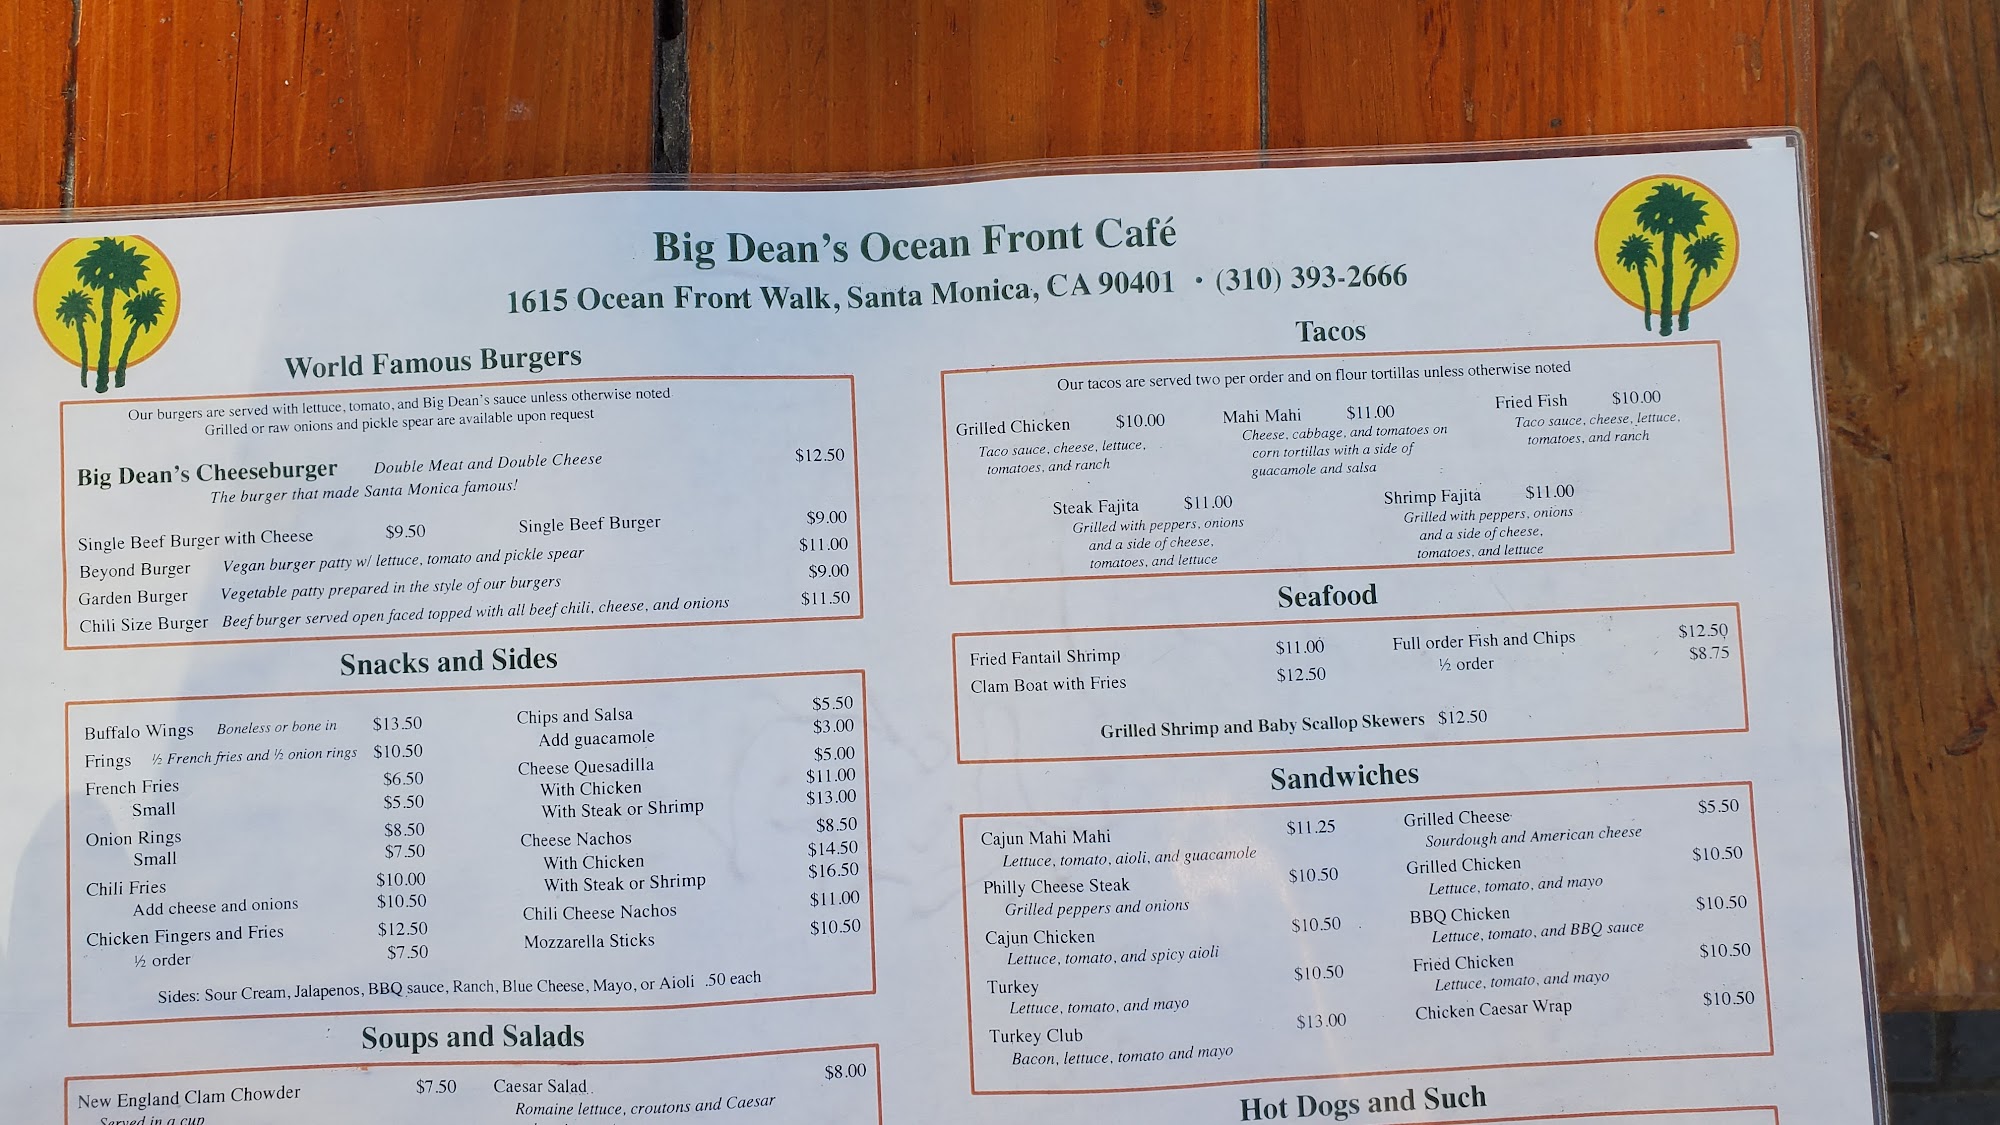 Big Dean's Ocean Front Café
1615 Ocean Front Walk, Santa Monica, CA 90401 • (310) 393-2666
World Famous Burgers
Our burgers are served with lettuce, tomato, and Big Dean's sauce unless otherwise noted
Grilled or raw onions and pickle spear are available upon request
Big Dean's Cheeseburger Double Meat and Double Cheese $12.50
The burger that made Santa Monica famous!
Single Beef Burger with Cheese $9.50 Single Beef Burger $9.00
Beyond Burger Vegan burger patty w/ lettuce, tomato and pickle spear $11.00
Garden Burger Vegetable patty prepared in the style of our burgers $9.00
Chili Size Burger Beef burger served open faced topped with all beef chili, cheese, and onions $11.50
Snacks and Sides
Buffalo Wings Boneless or bone in $13.50
Frings ½ French fries and ½ onion rings $10.50
French Fries $6.50
Small $5.50
Onion Rings $8.50
Small $7.50
Chili Fries $10.00
Add cheese and onions $10.50
Chicken Fingers and Fries $12.50
½ order $7.50
Chips and Salsa $5.50
Add guacamole $3.00
Cheese Quesadilla $5.00
With Chicken $11.00
With Steak or Shrimp $13.00
Cheese Nachos $8.50
With Chicken $14.50
With Steak or Shrimp $16.50
Chili Cheese Nachos $11.00
Mozzarella Sticks $10.50
Sides: Sour Cream, Jalapenos, BBQ sauce, Ranch, Blue Cheese, Mayo, or Aioli .50 each
Soups and Salads
New England Clam Chowder $7.50
Served in a cup
Caesar Salad $8.00
Romaine lettuce, croutons and Caesar
Tacos
Our tacos are served two per order and on flour tortillas unless otherwise noted
Grilled Chicken $10.00
Taco sauce, cheese, lettuce,
tomatoes, and ranch
Mahi Mahi $11.00
Cheese, cabbage, and tomatoes on
corn tortillas with a side of
guacamole and salsa
Fried Fish $10.00
Taco sauce, cheese, lettuce,
tomatoes, and ranch
Steak Fajita $11.00
Grilled with peppers, onions
and a side of cheese,
tomatoes, and lettuce
Shrimp Fajita $11.00
Grilled with peppers, onions
and a side of cheese,
tomatoes, and lettuce
Seafood
Fried Fantail Shrimp $11.00
Clam Boat with Fries $12.50
Full order Fish and Chips $12.50
½ order $8.75
Grilled Shrimp and Baby Scallop Skewers $12.50
Sandwiches
Cajun Mahi Mahi $11.25
Lettuce, tomato, aioli, and guacamole
Philly Cheese Steak $10.50
Grilled peppers and onions
Cajun Chicken $10.50
Lettuce, tomato, and spicy aioli
Turkey $10.50
Lettuce, tomato, and mayo
Turkey Club $13.00
Bacon, lettuce, tomato and mayo
Grilled Cheese $5.50
Sourdough and American cheese
Grilled Chicken $10.50
Lettuce, tomato, and mayo
BBQ Chicken $10.50
Lettuce, tomato, and BBQ sauce
Fried Chicken $10.50
Lettuce, tomato, and mayo
Chicken Caesar Wrap $10.50
Hot Dogs and Such